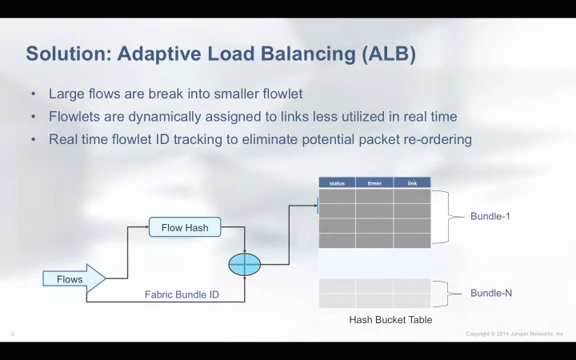 Solution: Adaptive Load Balancing (ALB)
• Large flows are break into smaller flowlet
• Flowlets are dynamically assigned to links less utilized in real time
• Real time flowlet ID tracking to eliminate potential packet re-ordering
status timer link
Bundle-1
Flow Hash
Flows
Fabric Bundle ID
Bundle-N
Hash Bucket Table
Copyright © 2014 Juniper Networks, Inc.